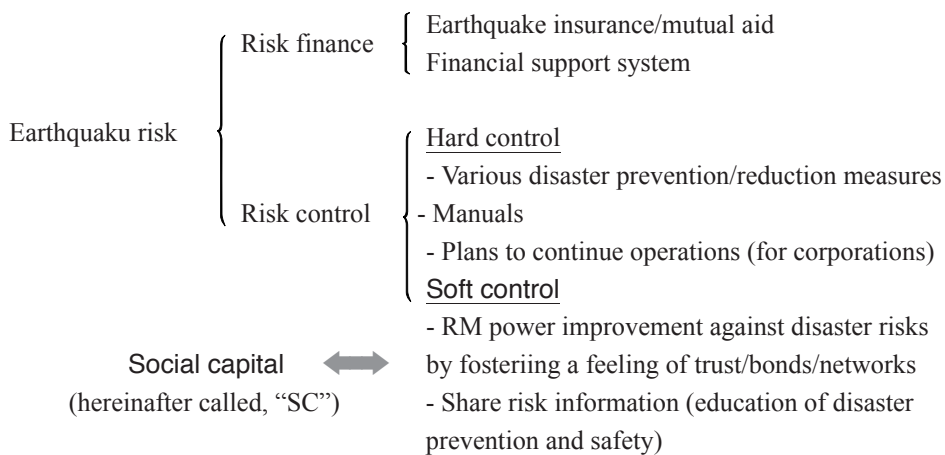 Earthquake insurance/mutual aid
Risk finance
Financial support system
Earthquaku risk
Hard control
- Various disaster prevention/reduction measures
Risk control
- Manuals
- Plans to continue operations (for corporations)
Soft control
- RM power improvement against disaster risks
Social capital
by fosteriing a feeling of trust/bonds/networks
(hereinafter called, “SC”)
- Share risk information (education of disaster
prevention and safety)